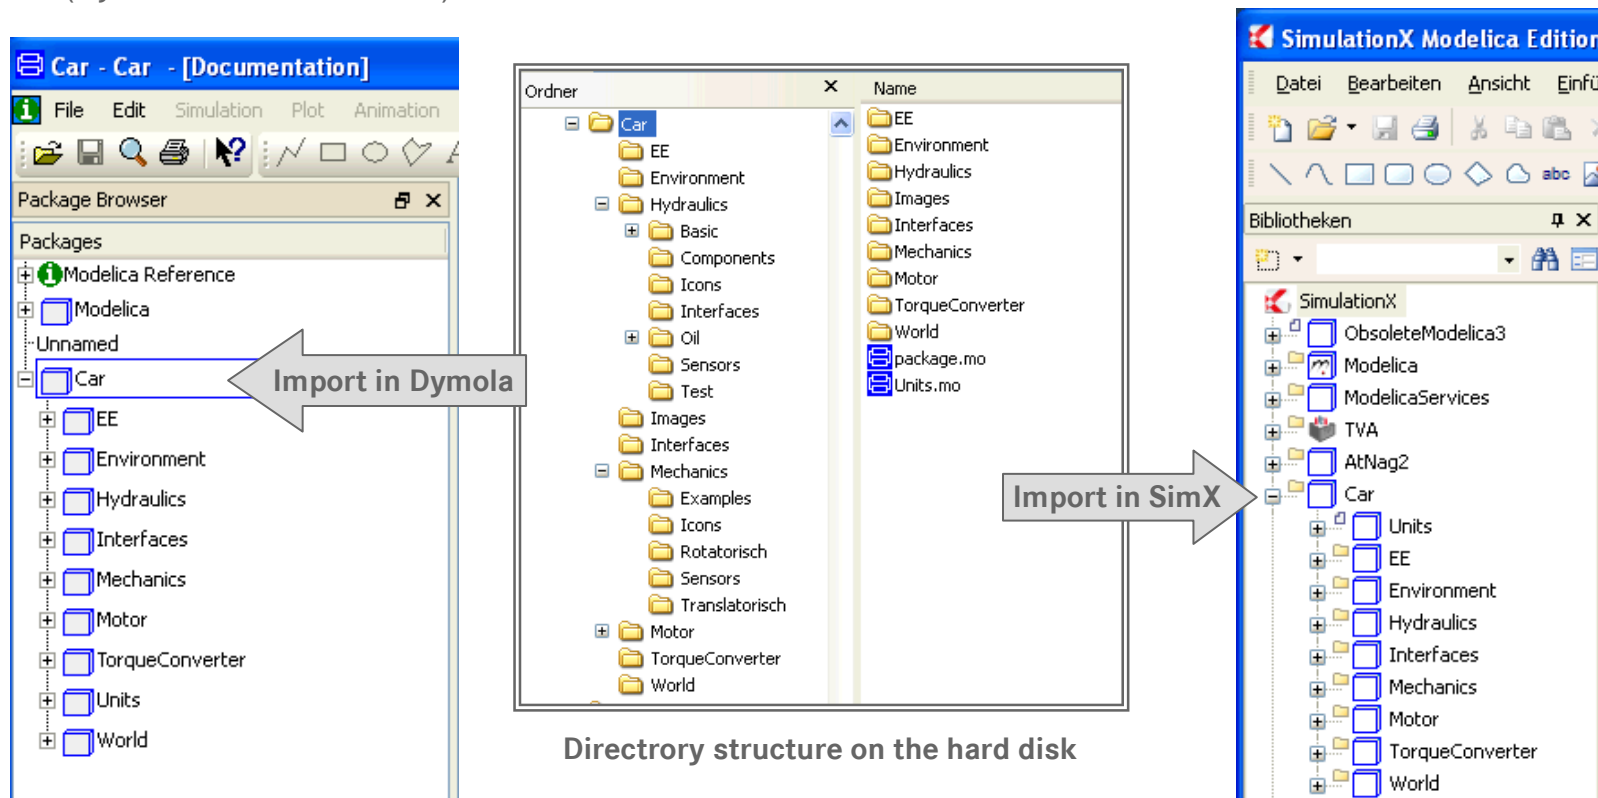 Car - Car - [Documentation]
File Edit Simulation Plot Animation
Package Browser
Packages
Modelica Reference
Modelica
Unnamed
Car
EE
Environment
Hydraulics
Interfaces
Mechanics
Motor
TorqueConverter
Units
World
Import in Dymola
Ordner
Car
EE
Environment
Hydraulics
Basic
Components
Icons
Interfaces
Oil
Sensors
Test
Images
Interfaces
Mechanics
Examples
Icons
Rotatorisch
Sensors
Translatorisch
Motor
TorqueConverter
World
Name
EE
Environment
Hydraulics
Images
Interfaces
Mechanics
Motor
TorqueConverter
World
package.mo
Units.mo
Import in SimX
Directrory structure on the hard disk
SimulationX Modelica Edition
Datei Bearbeiten Ansicht Einfü
abc
Bibliotheken
SimulationX
ObsoleteModelica3
Modelica
ModelicaServices
TVA
AtNag2
Car
Units
EE
Environment
Hydraulics
Interfaces
Mechanics
Motor
TorqueConverter
World